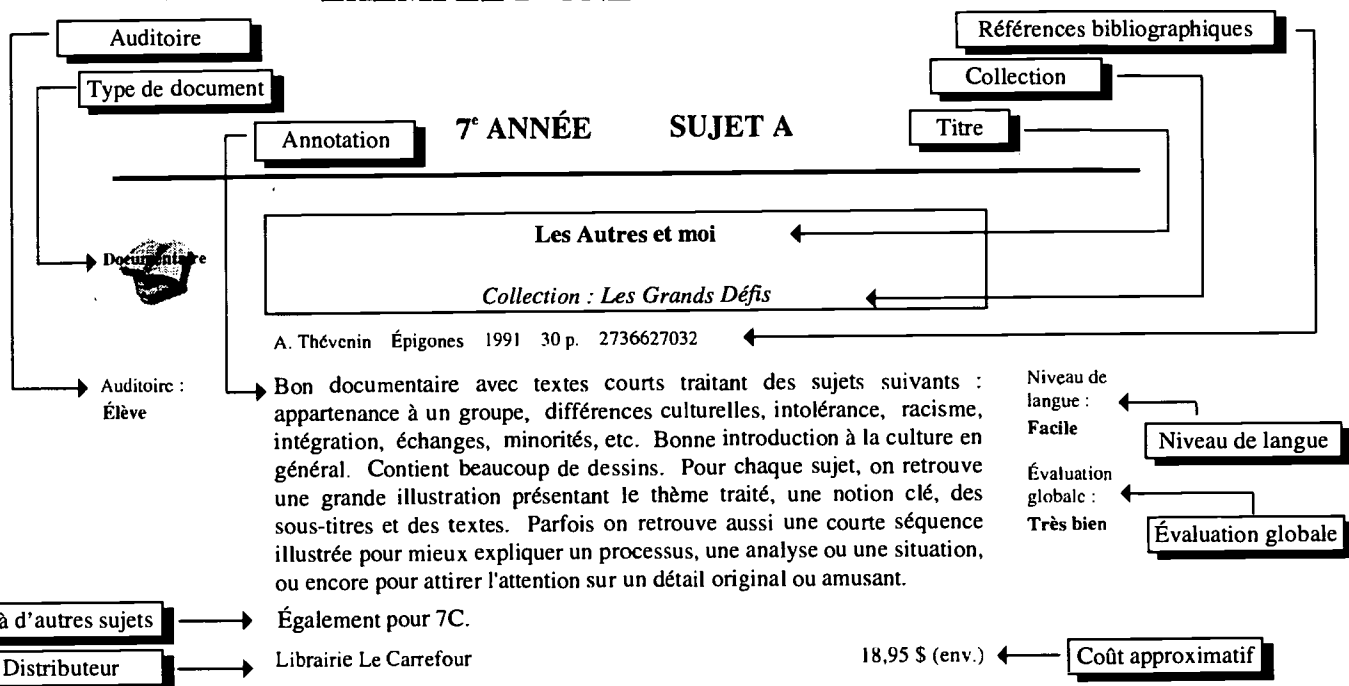 Auditoire
Références bibliographiques
Type de document
Collection
Annotation
7e ANNÉE SUJET A
Titre
Les Autres et moi
Documentaire
Collection : Les Grands Défis
A. Thévenin Épigones 1991 30 p. 2736627032
Auditoire :
Élève
Bon documentaire avec textes courts traitant des sujets suivants :
appartenance à un groupe, différences culturelles, intolérance, racisme,
intégration, échanges, minorités, etc. Bonne introduction à la culture en
général. Contient beaucoup de dessins. Pour chaque sujet, on retrouve
une grande illustration présentant le thème traité, une notion clé, des
sous-titres et des textes. Parfois on retrouve aussi une courte séquence
illustrée pour mieux expliquer un processus, une analyse ou une situation,
ou encore pour attirer l'attention sur un détail original ou amusant.
Niveau de
langue :
Facile
Niveau de langue
Évaluation
globale :
Très bien
Évaluation globale
à d'autres sujets
Également pour 7C.
Distributeur
Librairie Le Carrefour
18,95 $ (env.)
Coût approximatif